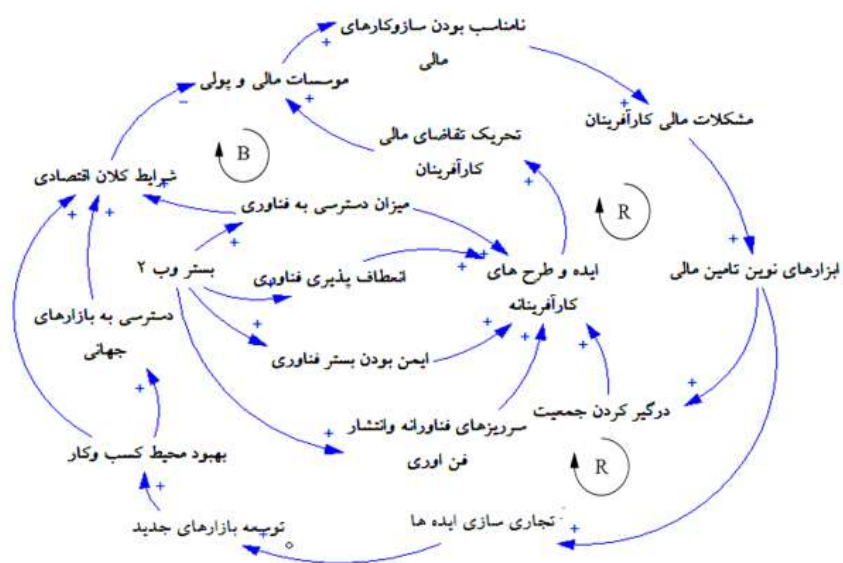 نامناسب بودن سازوکارهای
مالی
موسسات مالی و پولی
مشکلات مالی کارآفرینان
تحریک تقاضای مالی
کارآفرینان
B
شرایط کلان اقتصادی
میزان دسترسی به فناوری
R
بستر وب ۲
انعطاف پذیری فناوری
ایده و طرح های
کارآفرینانه
ابزارهای نوین تامین مالی
دسترسی به بازارهای
جهانی
ایمن بودن بستر فناوری
سرریزهای فناورانه وانتشار
فن اوری
درگیر کردن جمعیت
بهبود محیط کسب وکار
R
توسعه بازارهای جدید
تجاری سازی ایده ها